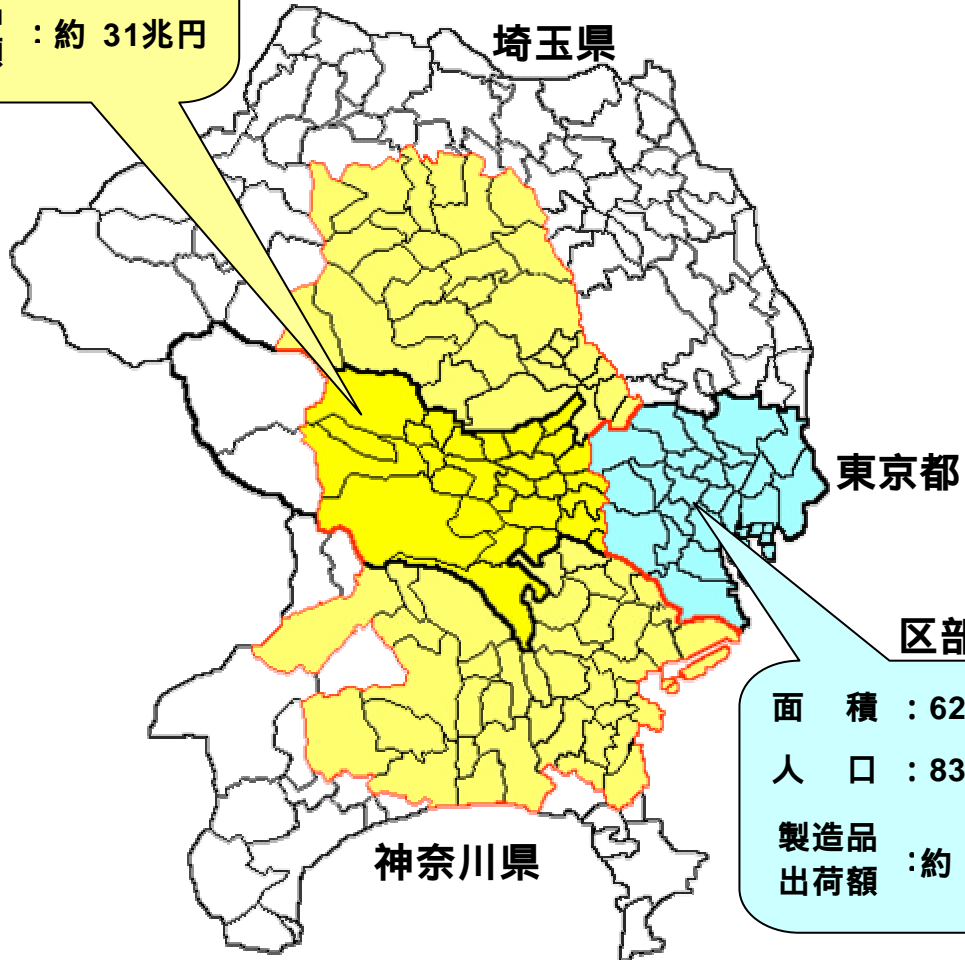 ：約 31兆円
埼玉県
東京都
区部
面 積 ：62
人 口 ：83
製造品
出荷額 ：約
神奈川県